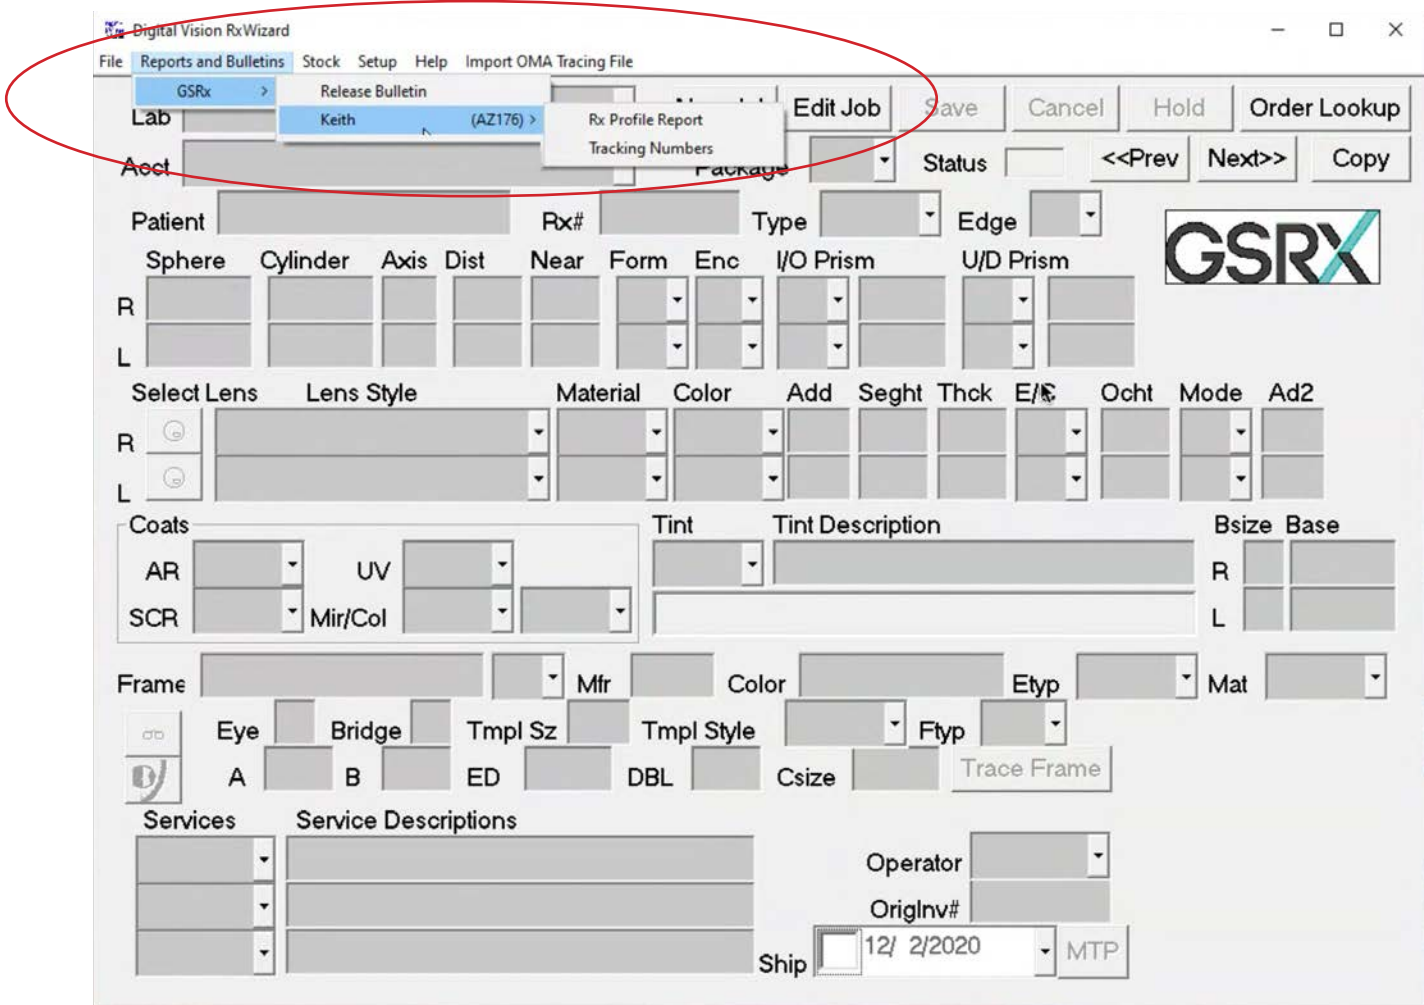 Digital Vision RxWizard
File Reports and Bulletins Stock Setup Help Import OMA Tracing File
GSRx > Release Bulletin
Keith (AZ176) > Rx Profile Report
Tracking Numbers
Lab Edit Job Save Cancel Hold Order Lookup
Acct Package Status <<Prev Next>> Copy
Patient Rx# Type Edge
GSRX
Sphere Cylinder Axis Dist Near Form Enc I/O Prism U/D Prism
R
L
Select Lens Lens Style Material Color Add Seght Thck E/C Ocht Mode Ad2
R
L
Coats Tint Tint Description Bsize Base
AR UV R
SCR Mir/Col L
Frame Mfr Color Etyp Mat
Eye Bridge Tmpl Sz Tmpl Style Ftyp
A B ED DBL Csize Trace Frame
Services Service Descriptions
Operator
OrigInv#
Ship 12/ 2/2020 MTP